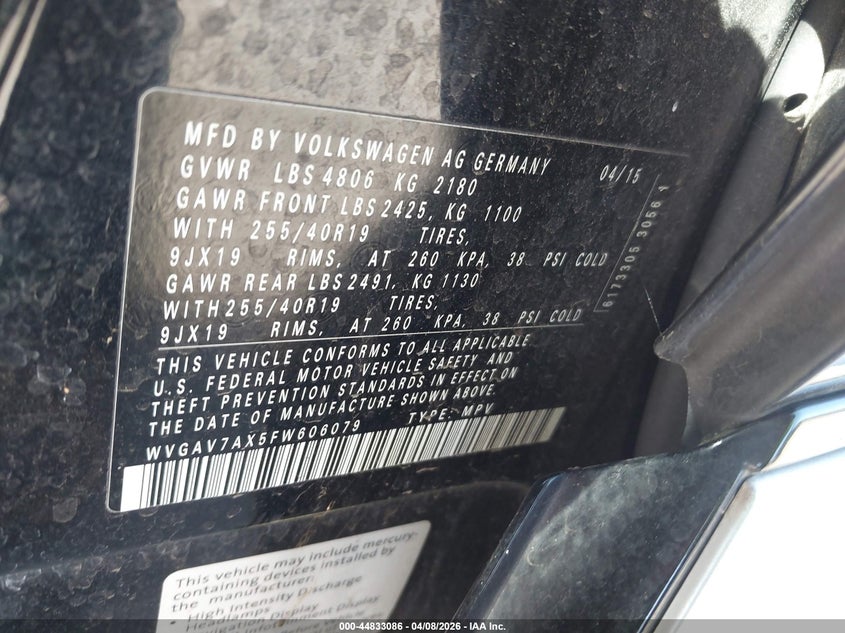 MFD BY VOLKSWAGEN AG GERMANY 04/15
GVWR LBS 4806 KG 2180
GAWR FRONT LBS 2425, KG 1100
WITH 255/40R19 TIRES,
9JX19 RIMS, AT 260 KPA, 38 PSI COLD
GAWR REAR LBS 2491, KG 1130
WITH 255/40R19 TIRES,
9JX19 RIMS, AT 260 KPA, 38 PSI COLD
THIS VEHICLE CONFORMS TO ALL APPLICABLE
U.S. FEDERAL MOTOR VEHICLE SAFETY AND
THEFT PREVENTION STANDARDS IN EFFECT ON
THE DATE OF MANUFACTURE SHOWN ABOVE.
WVGAV7AX5FW606079 TYPE: MPV
6173305 3056 1
This vehicle may include mercury-
containing devices installed by
the manufacturer:
• High Intensity Discharge
Headlamps
Navigation Display
Infotainment Display
000-44833086 - 04/08/2026 - IAA Inc.